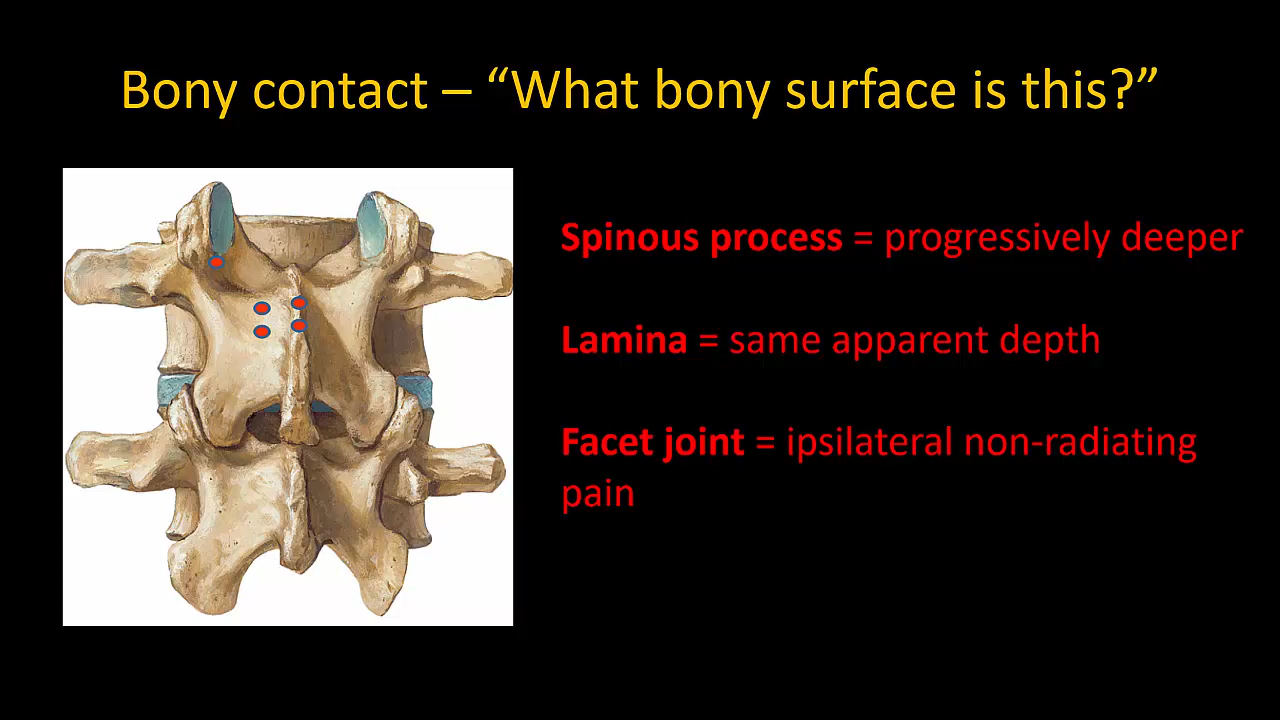 Bony contact – “What bony surface is this?”
Spinous process = progressively deeper
Lamina = same apparent depth
Facet joint = ipsilateral non-radiating
pain